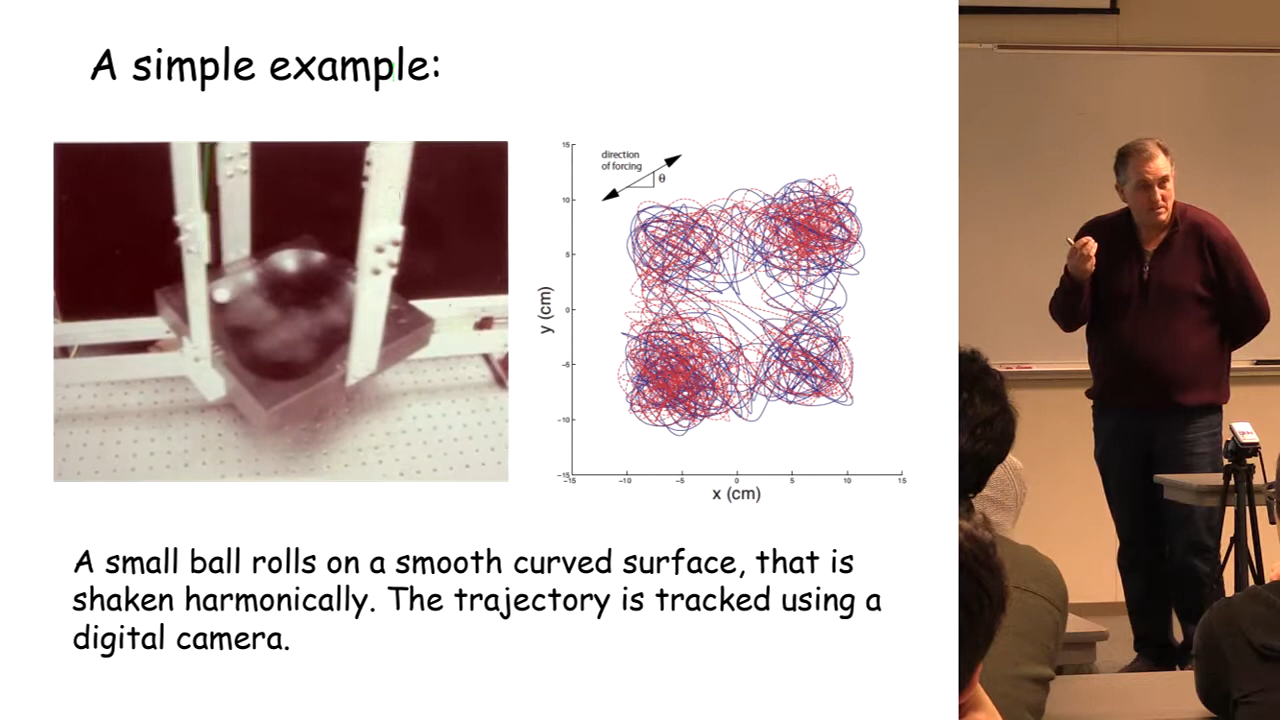 A simple example:
direction
of forcing
θ
15
10
5
0
-5
-10
-15
y (cm)
-15 -10 -5 0 5 10 15
x (cm)
A small ball rolls on a smooth curved surface, that is
shaken harmonically. The trajectory is tracked using a
digital camera.